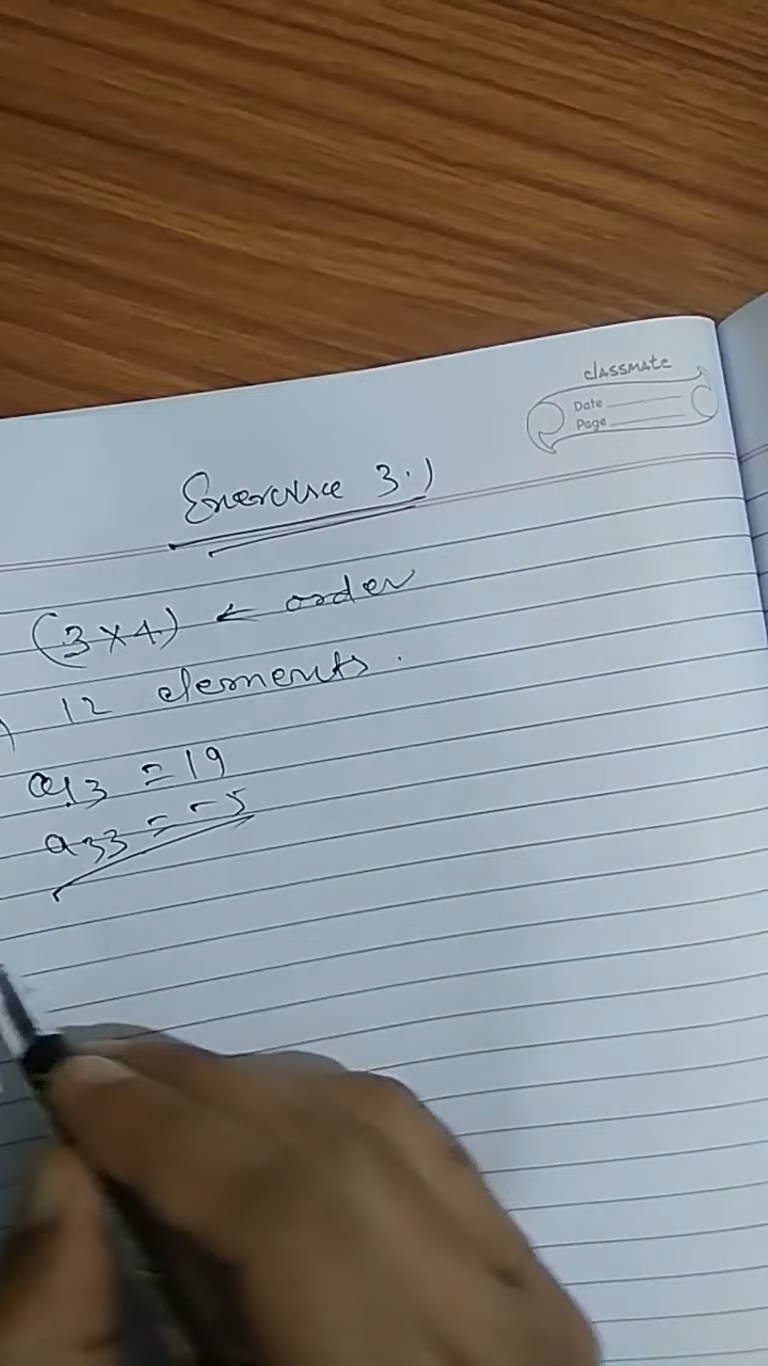 classmate
Date
Page
Exercise 3.1
(3×4) ← order
12 elements.
a13 = 19
a33 = -5